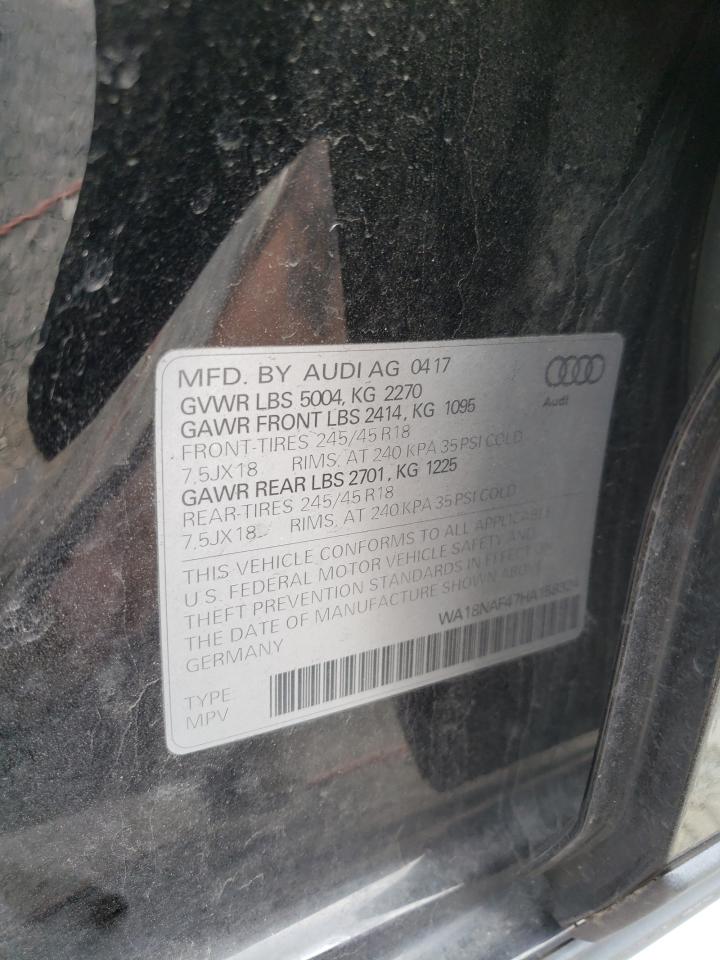 MFD. BY AUDI AG 04 17
GVWR LBS 5004, KG 2270
GAWR FRONT LBS 2414, KG 1095
FRONT-TIRES 245/45 R18
7.5JX18 RIMS, AT 240 KPA 35 PSI COLD
GAWR REAR LBS 2701, KG 1225
REAR-TIRES 245/45 R18
7.5JX18 RIMS, AT 240 KPA 35 PSI COLD
Audi
THIS VEHICLE CONFORMS TO ALL APPLICABLE
U.S. FEDERAL MOTOR VEHICLE SAFETY AND
THEFT PREVENTION STANDARDS IN EFFECT ON
THE DATE OF MANUFACTURE SHOWN ABOVE.
GERMANY
WA18NAF47HA158324
TYPE
MPV